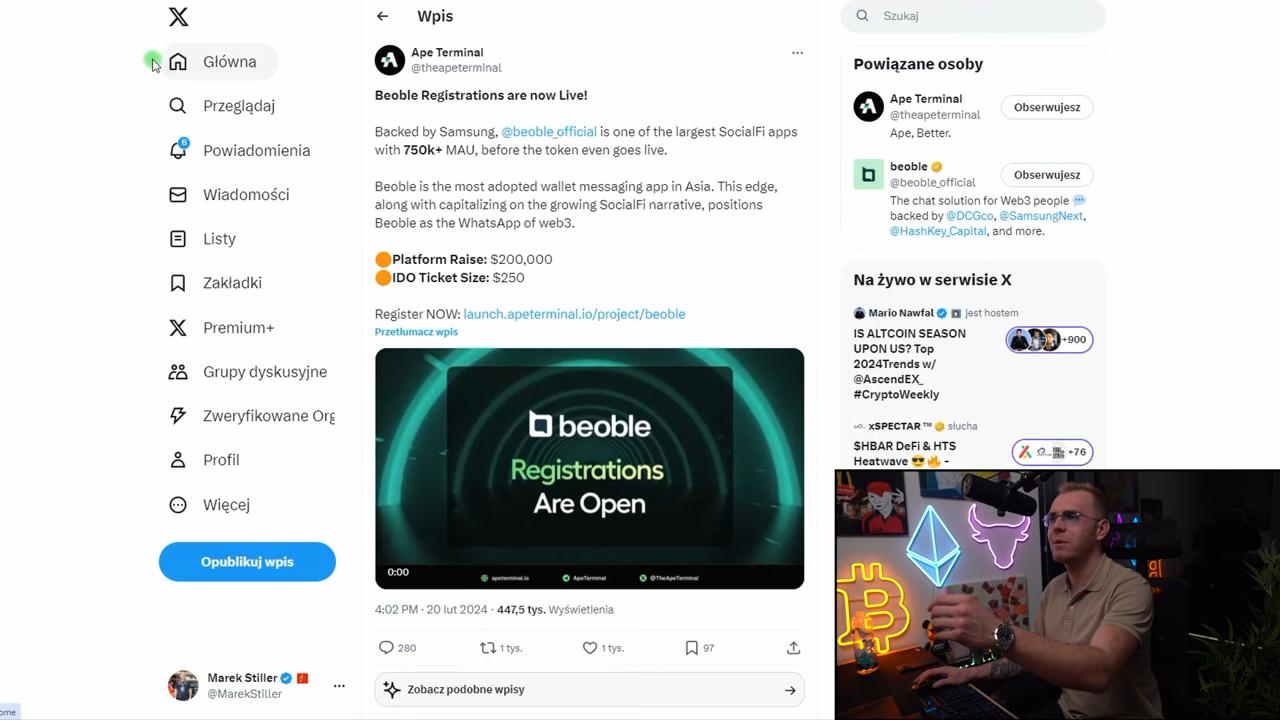 Główna
Przeglądaj
6
Powiadomienia
Wiadomości
Listy
Zakładki
Premium+
Grupy dyskusyjne
Zweryfikowane Org
Profil
Więcej
Opublikuj wpis
Marek Stiller
@MarekStiller
ome
Wpis
Ape Terminal
@theapeterminal
Beoble Registrations are now Live!
Backed by Samsung, @beoble_official is one of the largest SocialFi apps
with 750k+ MAU, before the token even goes live.
Beoble is the most adopted wallet messaging app in Asia. This edge,
along with capitalizing on the growing SocialFi narrative, positions
Beoble as the WhatsApp of web3.
🟠Platform Raise: $200,000
🟠IDO Ticket Size: $250
Register NOW: launch.apeterminal.io/project/beoble
Przetłumacz wpis
beoble
Registrations
Are Open
0:00
apeterminal.io
ApeTerminal
@TheApeTerminal
4:02 PM · 20 lut 2024 · 447,5 tys. Wyświetlenia
280
1 tys.
1 tys.
97
Zobacz podobne wpisy
Szukaj
Powiązane osoby
Ape Terminal
@theapeterminal
Ape, Better.
Obserwujesz
beoble
@beoble_official
Obserwujesz
The chat solution for Web3 people 💬
backed by @DCGco, @SamsungNext,
@HashKey_Capital, and more.
Na żywo w serwisie X
Mario Nawfal jest hostem
IS ALTCOIN SEASON
UPON US? Top
2024Trends w/
@AscendEX_
#CryptoWeekly
+900
xSPECTAR ™ słucha
$HBAR DeFi & HTS
Heatwave 😎🔥 -
+76